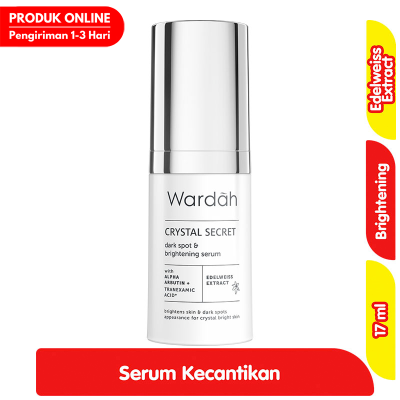 PRODUK ONLINE
Pengiriman 1-3 Hari
Edelweiss
Extract
Brightening
17 ml
Wardāh
CRYSTAL SECRET
dark spot &
brightening serum
with
ALPHA
ARBUTIN +
TRANEXAMIC
ACID*
EDELWEISS
EXTRACT
brightens skin & dark spots
appearance for crystal bright skin
Serum Kecantikan